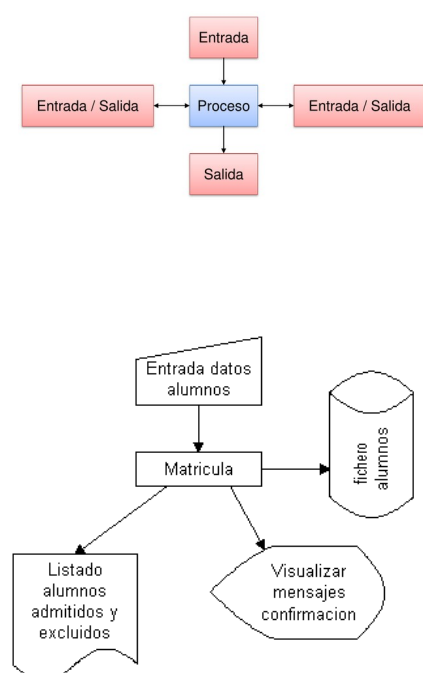 Entrada
Entrada / Salida
Proceso
Entrada / Salida
Salida
Entrada datos
alumnos
fichero
alumnos
Matricula
Listado
alumnos
admitidos y
excluidos
Visualizar
mensajes
confirmacion